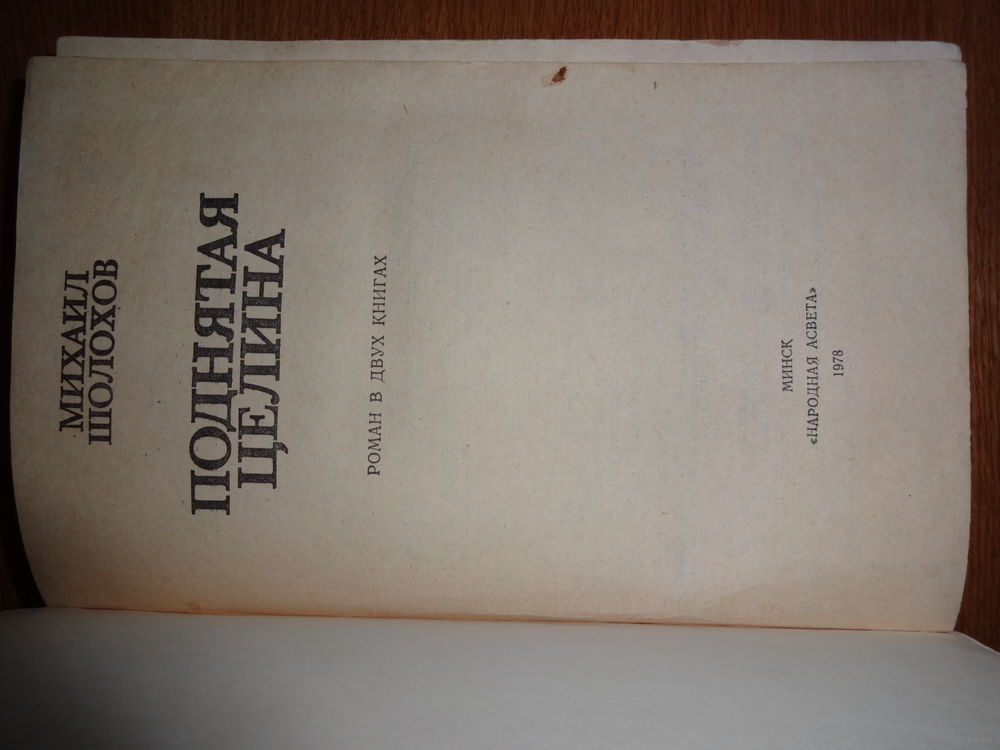 МИХАИЛ
ШОЛОХОВ
ПОДНЯТАЯ
ЦЕЛИНА
РОМАН В ДВУХ КНИГАХ
МИНСК
«НАРОДНАЯ АСВЕТА»
1978